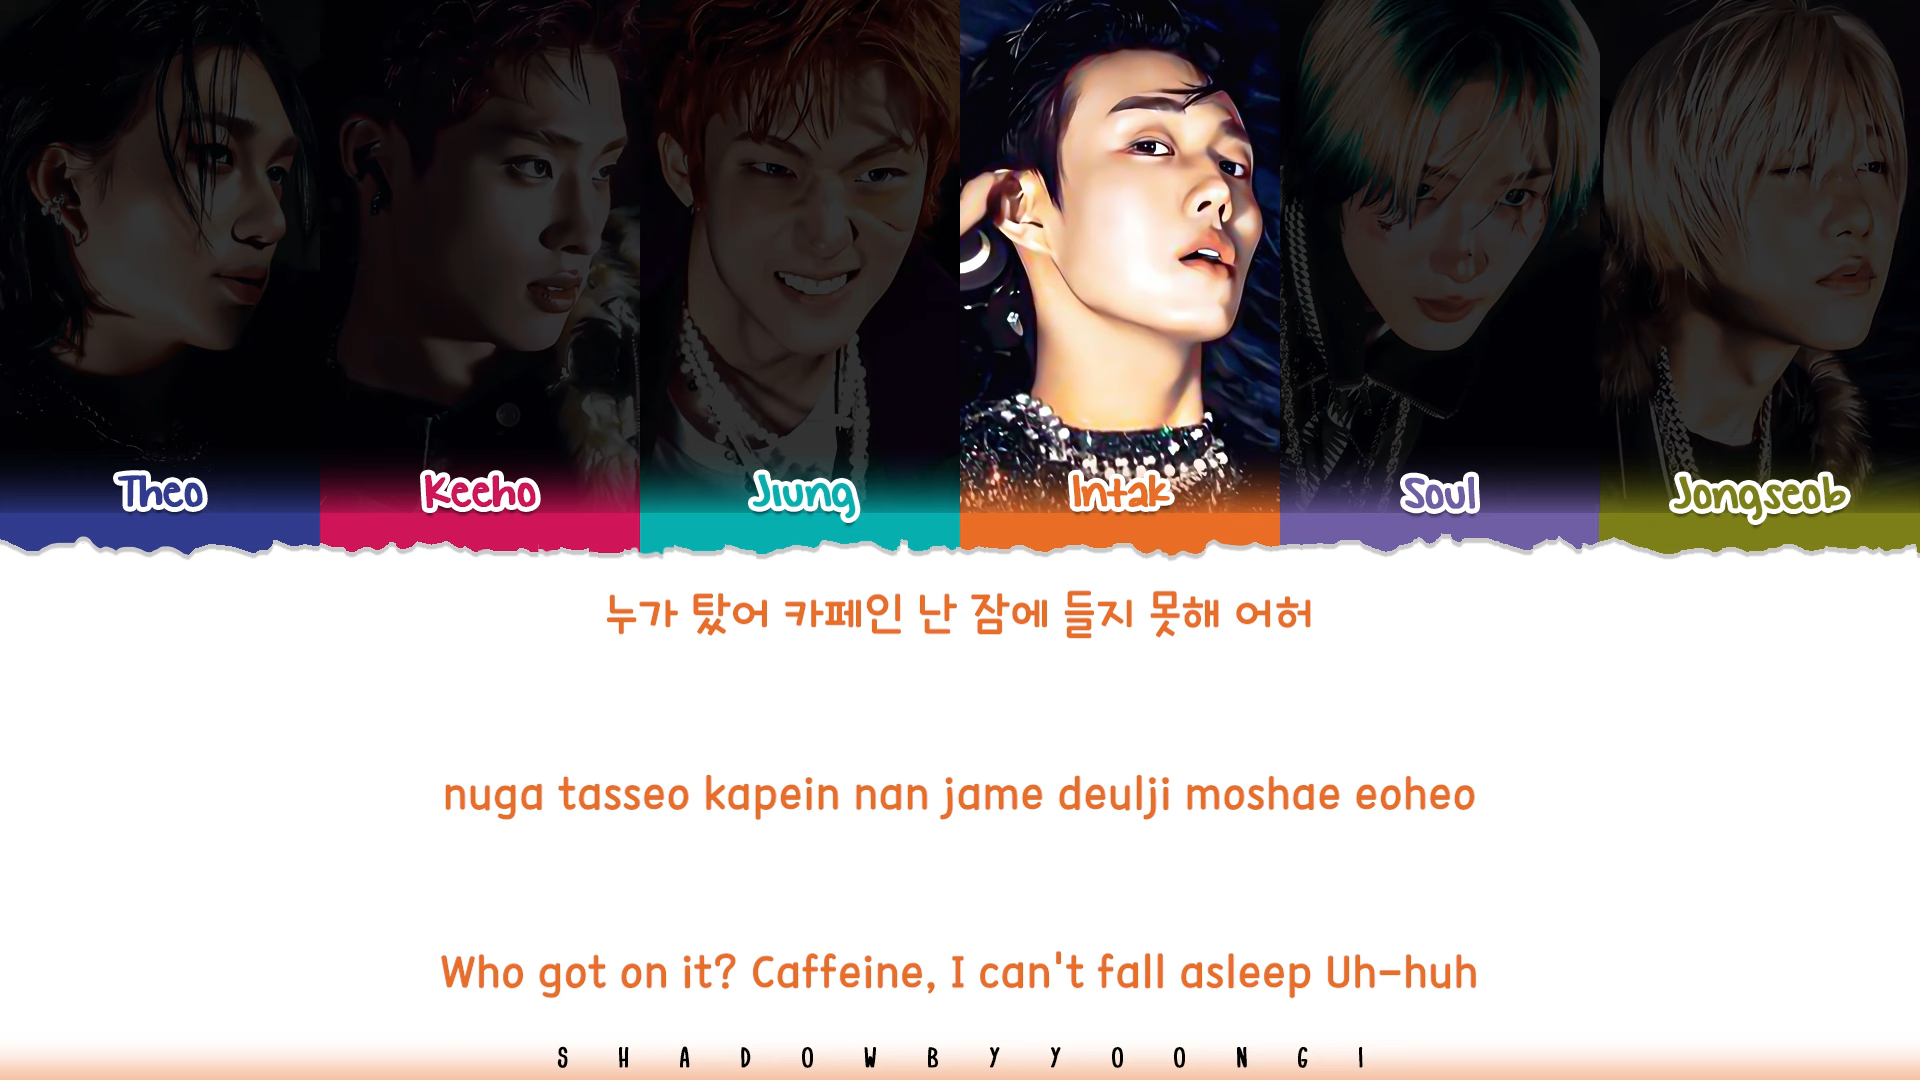 Theo Keeho Jiung Intak Soul Jongseob
누가 탔어 카페인 난 잠에 들지 못해 어허
nuga tasseo kapein nan jame deulji moshae eoheo
Who got on it? Caffeine, I can't fall asleep Uh-huh
SHADOWBYYOONGI